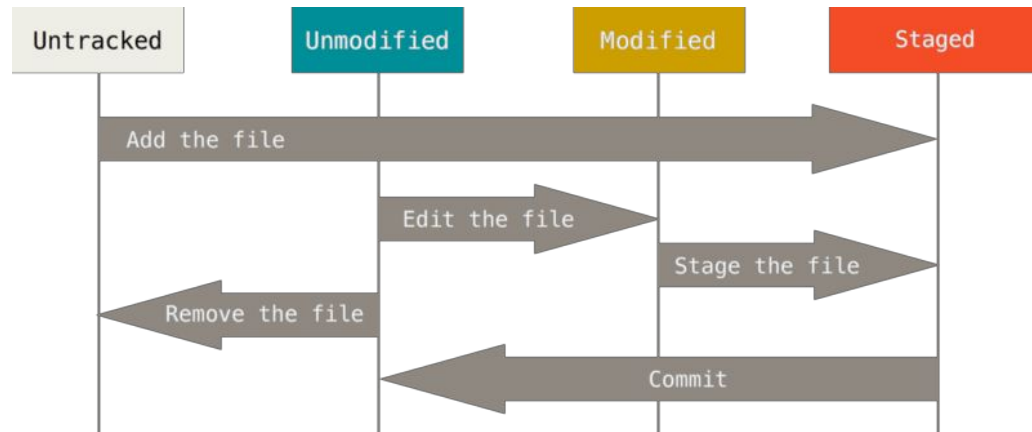 Untracked
Unmodified
Modified
Staged
Add the file
Edit the file
Stage the file
Remove the file
Commit